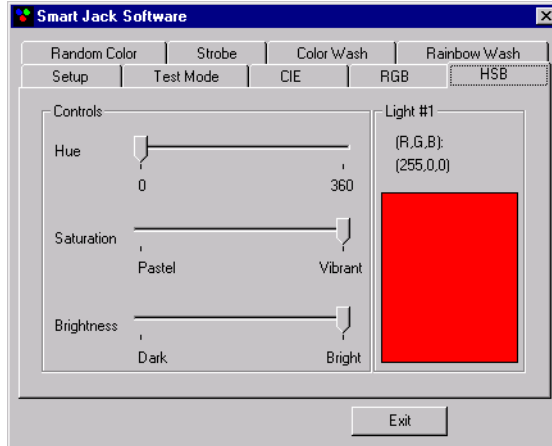 Smart Jack Software
Random Color Strobe Color Wash Rainbow Wash
Setup Test Mode CIE RGB HSB
Controls
Light #1
Hue
0 360
(R,G,B):
(255,0,0)
Saturation
Pastel Vibrant
Brightness
Dark Bright
Exit